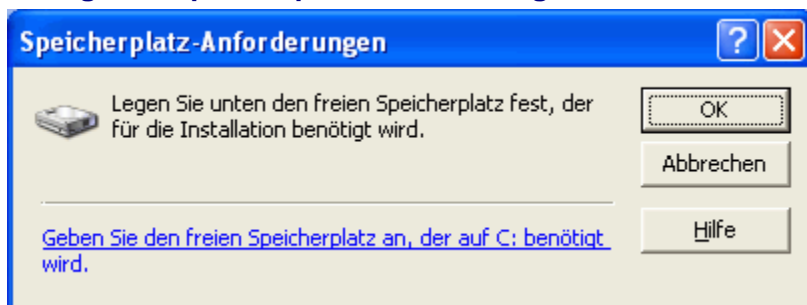 Speicherplatz-Anforderungen
Legen Sie unten den freien Speicherplatz fest, der
für die Installation benötigt wird.
OK
Abbrechen
Hilfe
Geben Sie den freien Speicherplatz an, der auf C: benötigt
wird.